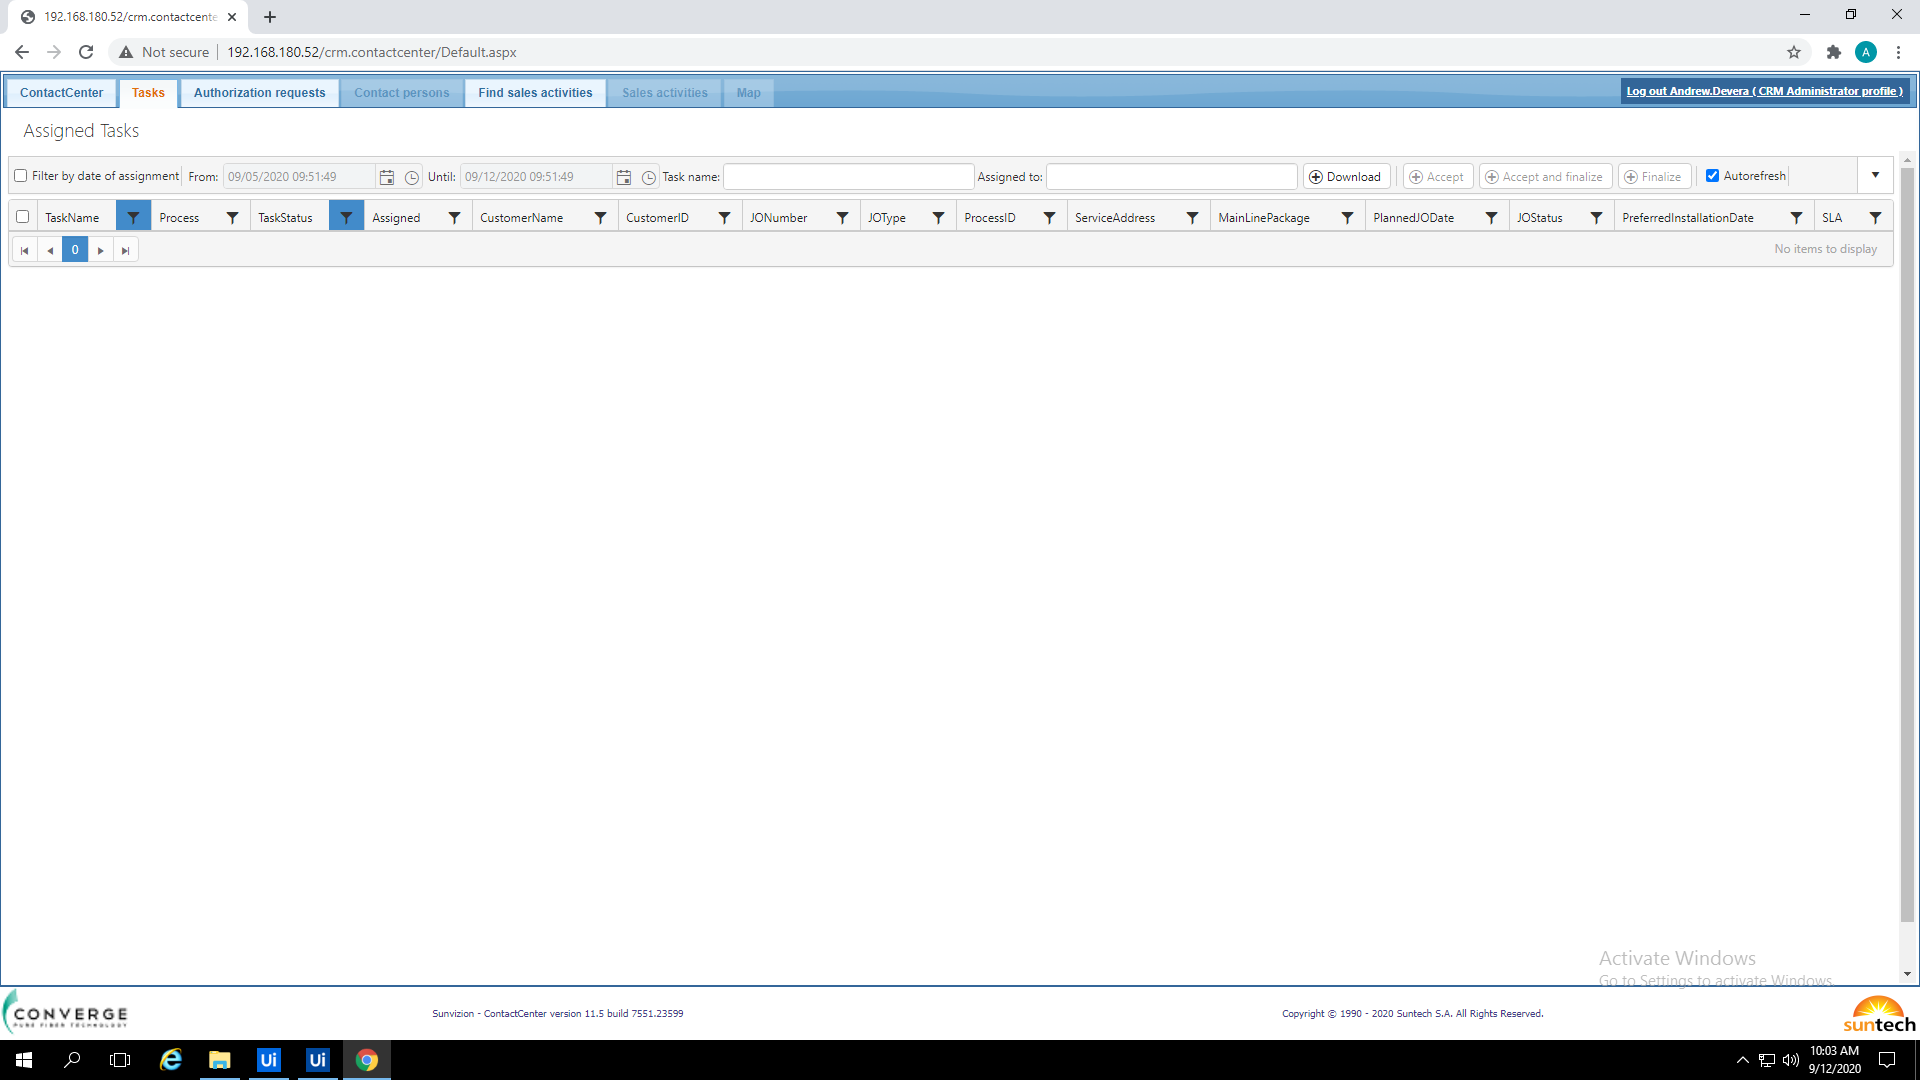 192.168.180.52/crm.contactcente
Not secure
192.168.180.52/crm.contactcenter/Default.aspx
A
ContactCenter Tasks Authorization requests Contact persons Find sales activities Sales activities Map
Log out Andrew.Devera ( CRM Administrator profile )
Assigned Tasks
Filter by date of assignment From: 09/05/2020 09:51:49 Until: 09/12/2020 09:51:49 Task name: Assigned to: Download Accept Accept and finalize Finalize Autorefresh
TaskName Process TaskStatus Assigned CustomerName CustomerID JONumber JOType ProcessID ServiceAddress MainLinePackage PlannedJODate JOStatus PreferredInstallationDate SLA
0 No items to display
Activate Windows
Go to Settings to activate Windows.
CONVERGE
PURE FIBER TECHNOLOGY
Sunvizion - ContactCenter version 11.5 build 7551.23599
Copyright © 1990 - 2020 Suntech S.A. All Rights Reserved.
suntech
Ui
Ui
10:03 AM
9/12/2020